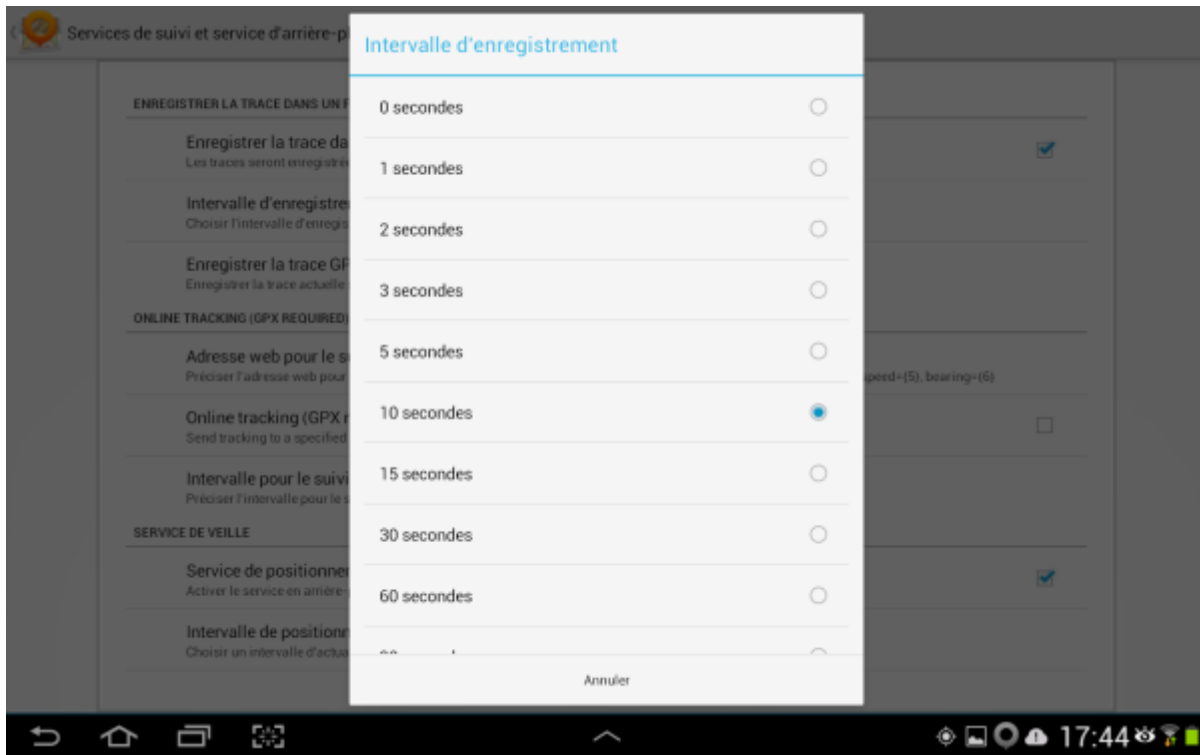 Services de suivi et service d'arrière-p
Intervalle d'enregistrement
ENREGISTRER LA TRACE DANS UN F
0 secondes
Enregistrer la trace da
Les traces seront enregistrée
1 secondes
Intervalle d'enregistre
Choisir l'intervalle d'enregis
2 secondes
Enregistrer la trace GP
Enregistrer la trace actuelle
3 secondes
ONLINE TRACKING (GPX REQUIRED)
Adresse web pour le s
Préciser l'adresse web pour
peed={5}, bearing={6}
5 secondes
Online tracking (GPX r
Send tracking to a specified
10 secondes
Intervalle pour le suivi
Préciser l'intervalle pour le s
15 secondes
SERVICE DE VEILLE
30 secondes
Service de positionne
Activer le service en arrière-
60 secondes
Intervalle de positionn
Choisir un intervalle d'actua
Annuler
17:44